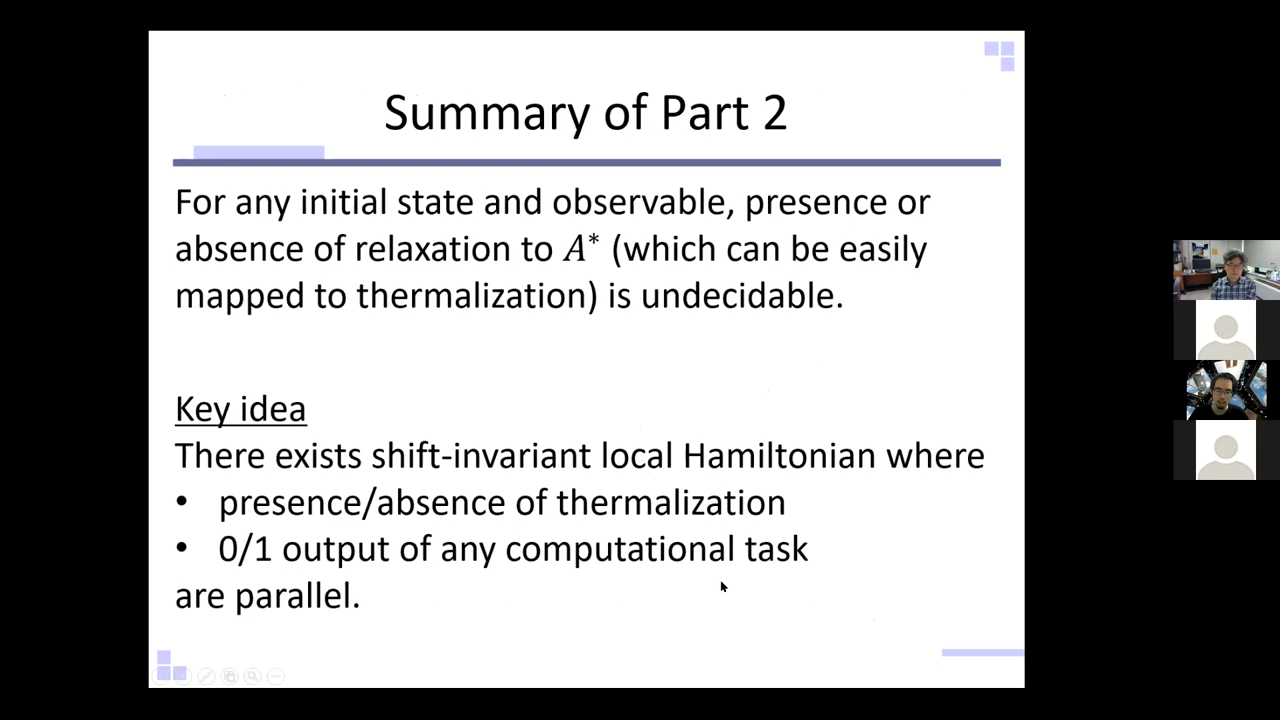 Summary of Part 2
For any initial state and observable, presence or
absence of relaxation to A* (which can be easily
mapped to thermalization) is undecidable.
Key idea
There exists shift-invariant local Hamiltonian where
• presence/absence of thermalization
• 0/1 output of any computational task
are parallel.